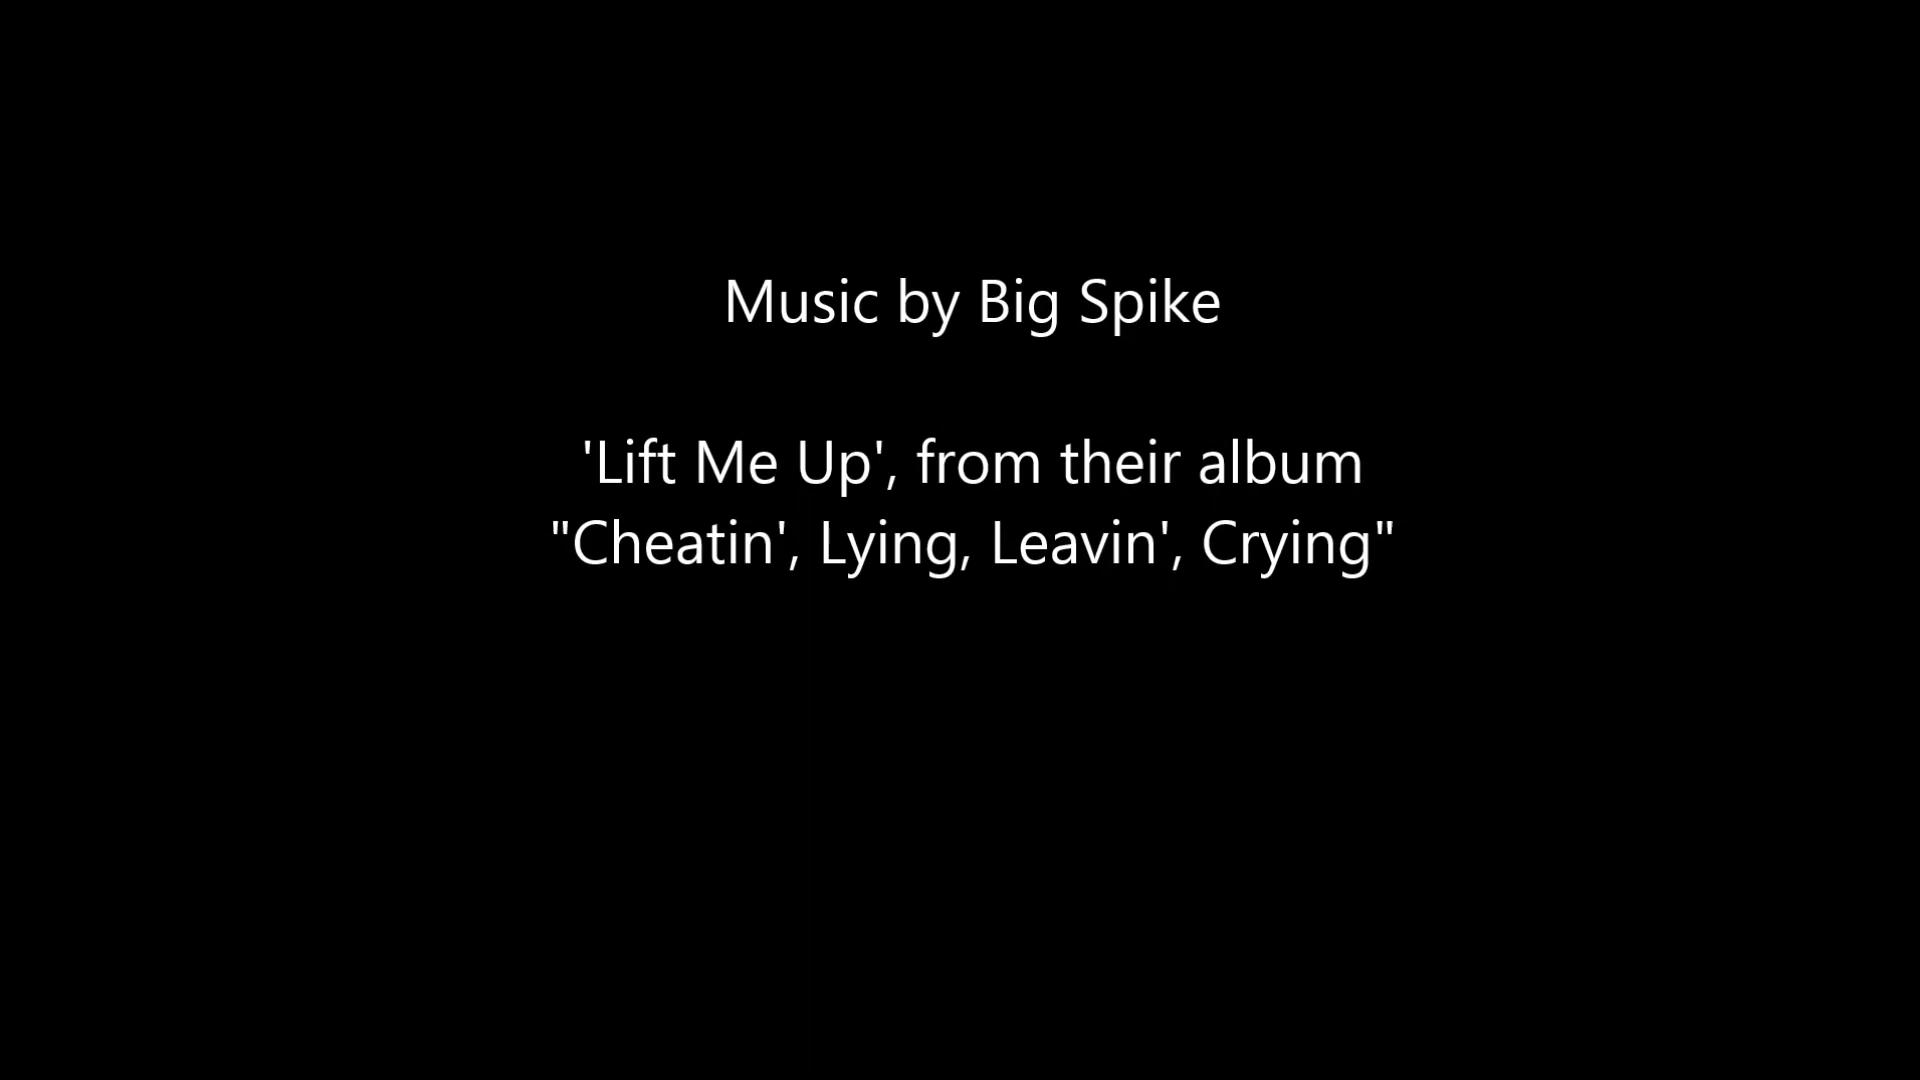 Music by Big Spike
'Lift Me Up', from their album
"Cheatin', Lying, Leavin', Crying"